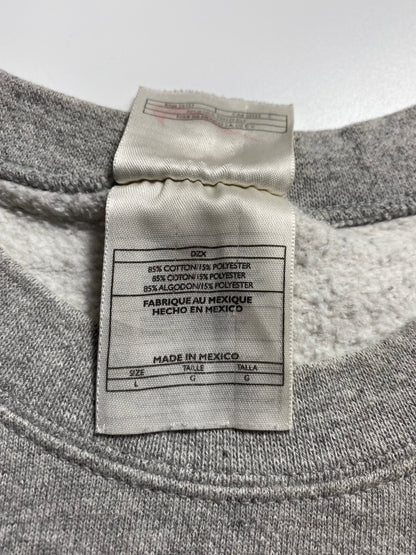 DZX
85% COTTON/15% POLYESTER
85% COTON/15% POLYESTER
85% ALGODON/15% POLYESTER
FABRIQUE AU MEXIQUE
HECHO EN MEXICO
MADE IN MEXICO
SIZE TAILLE TALLA
L G G